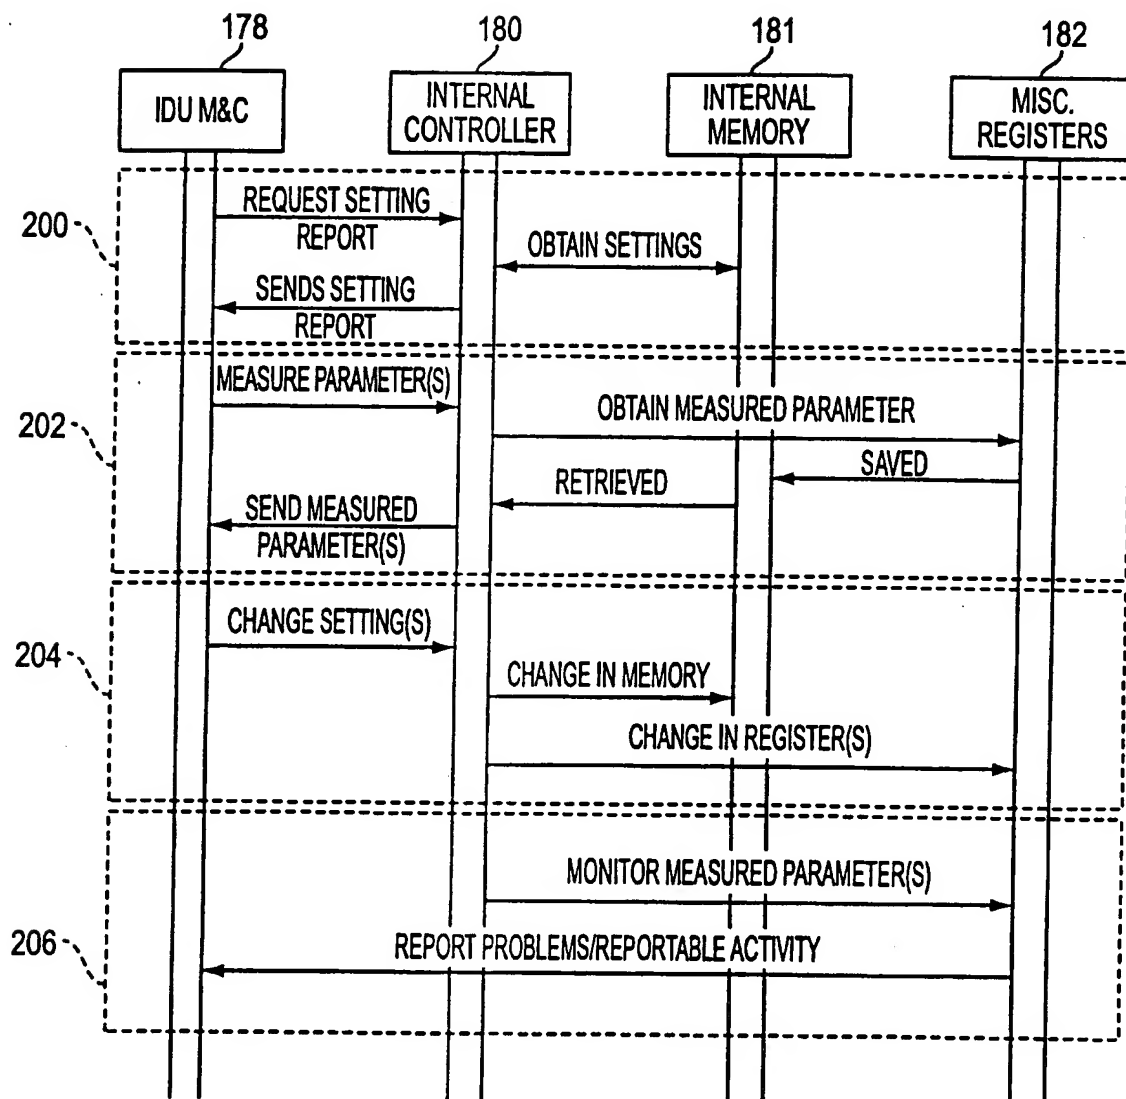 178
180
181
182
IDU M&C
INTERNAL
CONTROLLER
INTERNAL
MEMORY
MISC.
REGISTERS
200
REQUEST SETTING
REPORT
OBTAIN SETTINGS
SENDS SETTING
REPORT
202
MEASURE PARAMETER(S)
OBTAIN MEASURED PARAMETER
SAVED
RETRIEVED
SEND MEASURED
PARAMETER(S)
204
CHANGE SETTING(S)
CHANGE IN MEMORY
CHANGE IN REGISTER(S)
206
MONITOR MEASURED PARAMETER(S)
REPORT PROBLEMS/REPORTABLE ACTIVITY